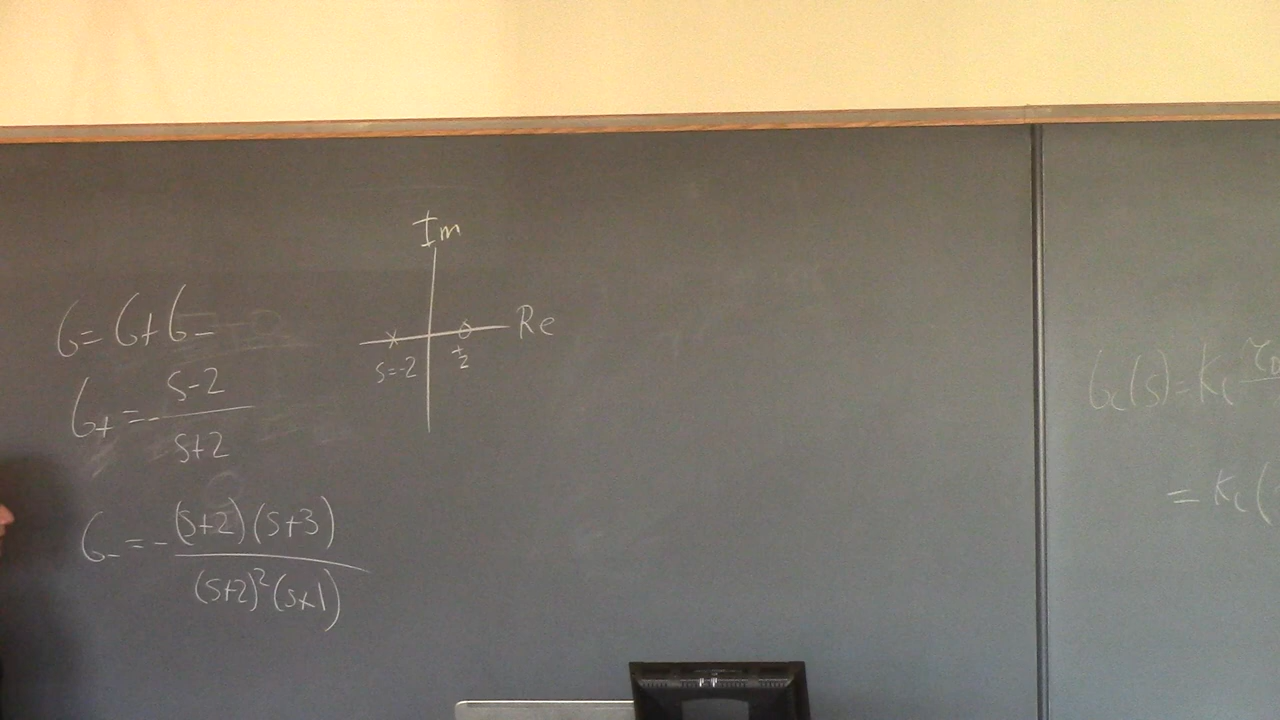 G = G+ G-
G+ = - (s-2)/(s+2)
G- = - (s+2)(s+3)/((s+2)²(s+1))
Im
Re
s=-2
+2
Gc(s) = Kc
= Kc (